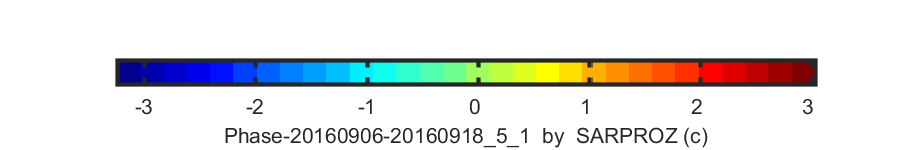 -3 -2 -1 0 1 2 3
Phase-20160906-20160918_5_1 by SARPROZ (c)